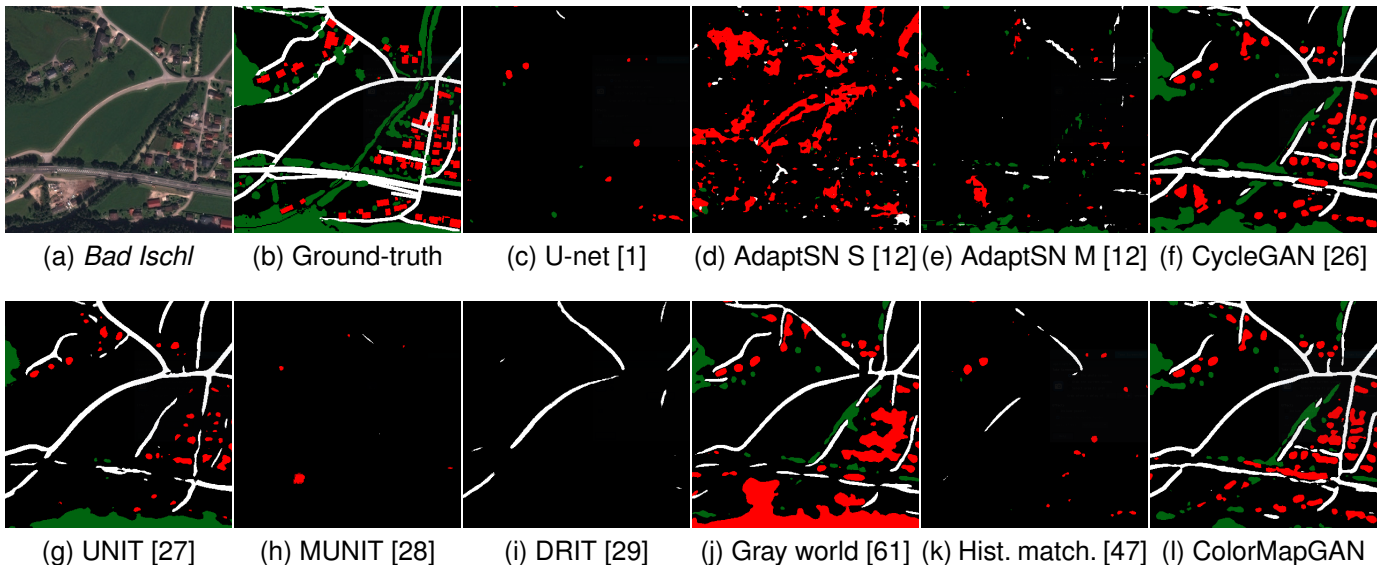 (a) Bad Ischl
(b) Ground-truth
(c) U-net [1]
(d) AdaptSN S [12]
(e) AdaptSN M [12]
(f) CycleGAN [26]
(g) UNIT [27]
(h) MUNIT [28]
(i) DRIT [29]
(j) Gray world [61]
(k) Hist. match. [47]
(l) ColorMapGAN